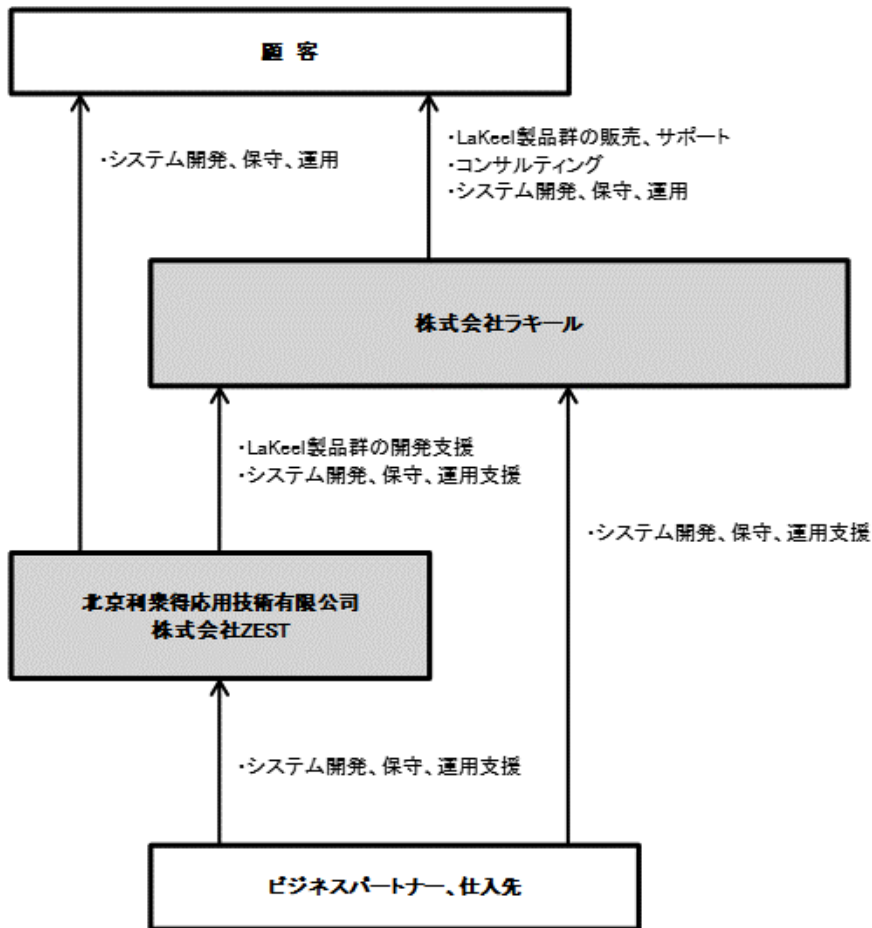 顧 客
・システム開発、保守、運用
・LaKeel製品群の販売、サポート
・コンサルティング
・システム開発、保守、運用
株式会社ラキール
・LaKeel製品群の開発支援
・システム開発、保守、運用支援
・システム開発、保守、運用支援
北京利衆得応用技術有限公司
株式会社ZEST
・システム開発、保守、運用支援
ビジネスパートナー、仕入先